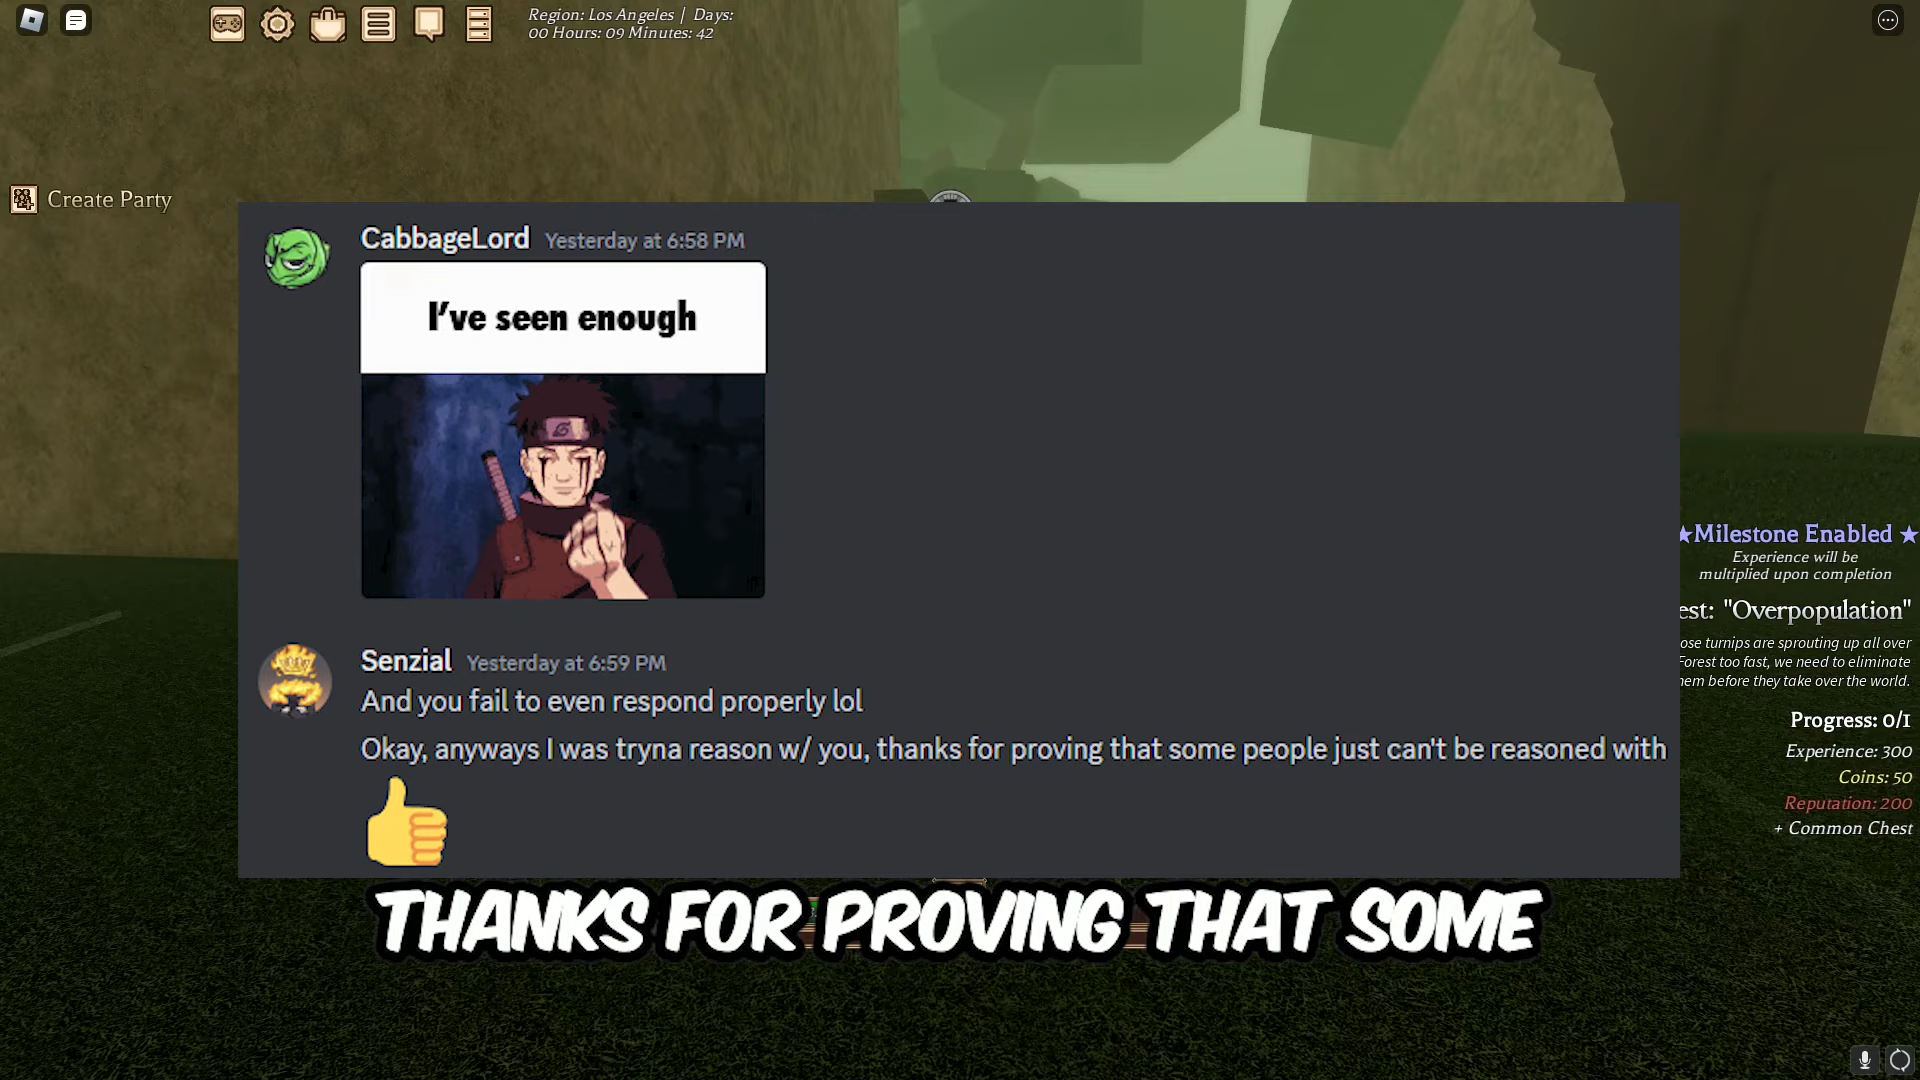 Region: Los Angeles | Days:
00 Hours: 09 Minutes: 42
Create Party
CabbageLord Yesterday at 6:58 PM
I've seen enough
Senzial Yesterday at 6:59 PM
And you fail to even respond properly lol
Okay, anyways I was tryna reason w/ you, thanks for proving that some people just can't be reasoned with
★Milestone Enabled ★
Experience will be
multiplied upon completion
est: "Overpopulation"
ose turnips are sprouting up all over
Forest too fast, we need to eliminate
hem before they take over the world.
Progress: 0/1
Experience: 300
Coins: 50
Reputation: 200
+ Common Chest
THANKS FOR PROVING THAT SOME